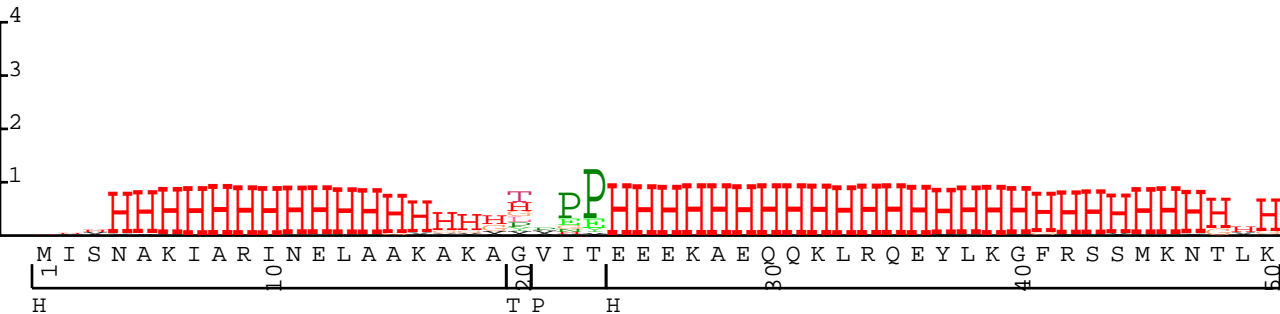 4
3
2
1
H H H H H H H H H H H H H H H H T P P H H H H H H H H H H H H H H H H H H H H H H H H H H H
H E E
M I S N A K I A R I N E L A A K A K A G V I T E E E K A E Q Q K L R Q E Y L K G F R S S M K N T L K
1 10 20 30 40 50
H T P H